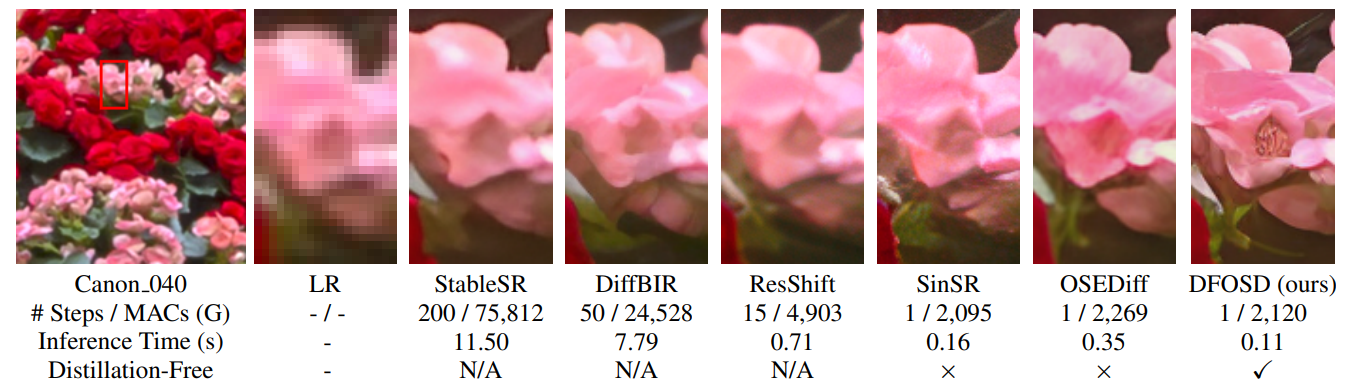 Canon_040 LR StableSR DiffBIR ResShift SinSR OSEDiff DFOSD (ours)
# Steps / MACs (G) - / - 200 / 75,812 50 / 24,528 15 / 4,903 1 / 2,095 1 / 2,269 1 / 2,120
Inference Time (s) - 11.50 7.79 0.71 0.16 0.35 0.11
Distillation-Free - N/A N/A N/A × × ✓